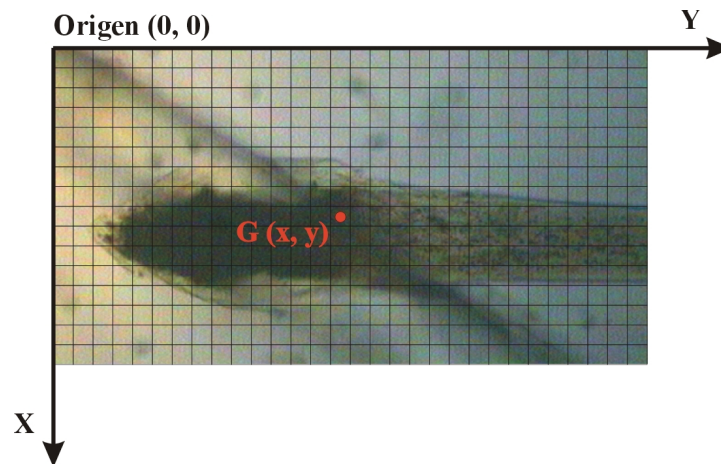 Origen (0, 0)
Y
G (x, y)
X